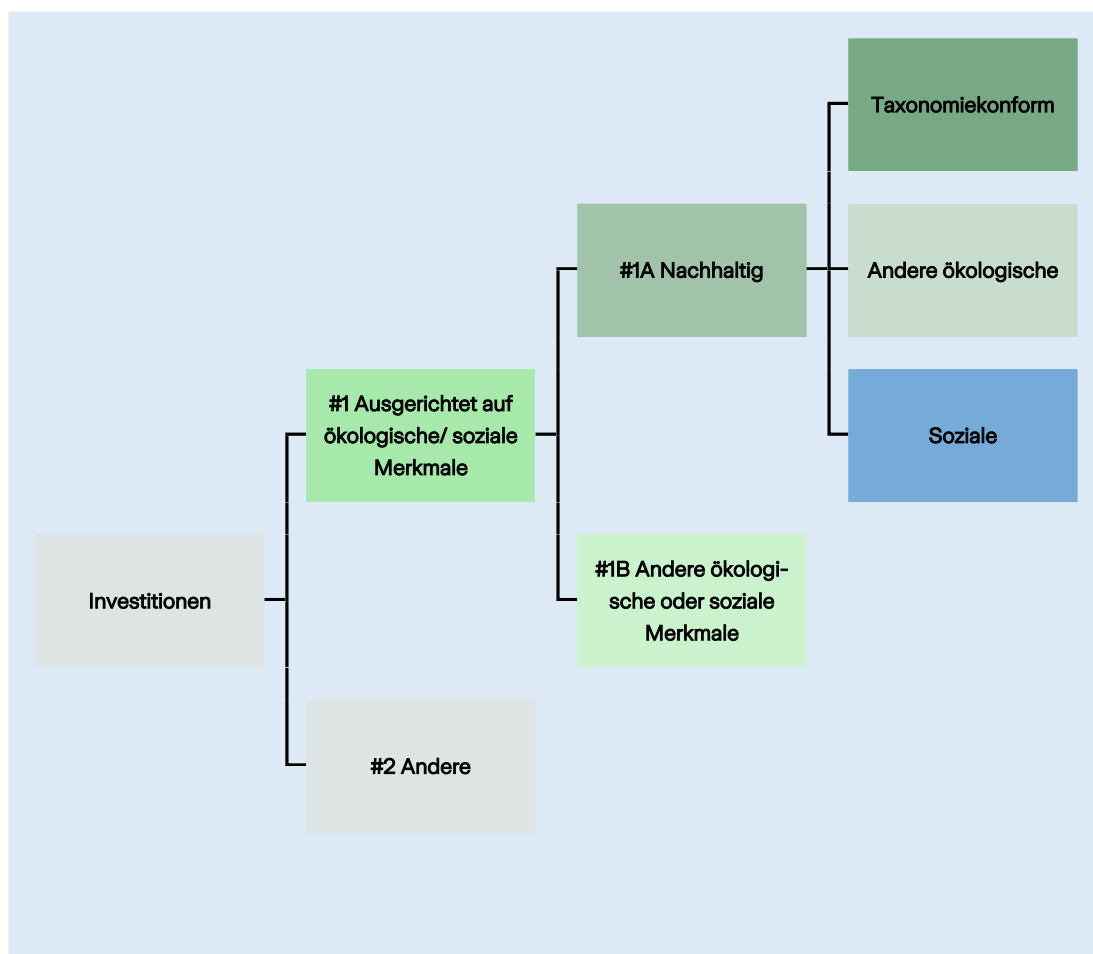 Taxonomiekonform
#1A Nachhaltig
Andere ökologische
#1 Ausgerichtet auf
ökologische/ soziale
Merkmale
Soziale
Investitionen
#1B Andere ökologi-
sche oder soziale
Merkmale
#2 Andere